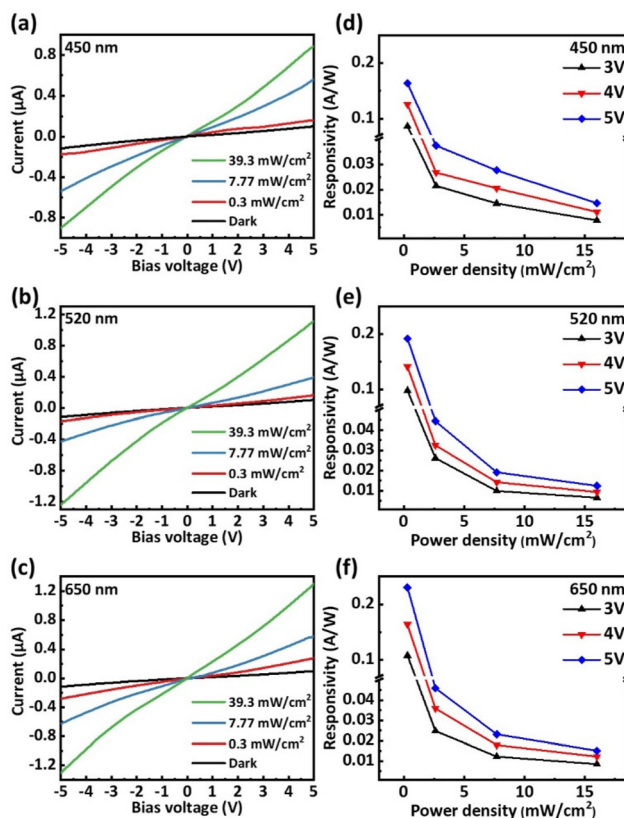 (a)
450 nm
Current (μA)
0.8
0.4
0.0
-0.4
-0.8
39.3 mW/cm²
7.77 mW/cm²
0.3 mW/cm²
Dark
-5 -4 -3 -2 -1 0 1 2 3 4 5
Bias voltage (V)
(d)
450 nm
3V
4V
5V
Responsivity (A/W)
0.2
0.1
0.03
0.02
0.01
0 5 10 15
Power density (mW/cm²)
(b)
520 nm
Current (μA)
1.2
0.8
0.4
0.0
-0.4
-0.8
-1.2
39.3 mW/cm²
7.77 mW/cm²
0.3 mW/cm²
Dark
-5 -4 -3 -2 -1 0 1 2 3 4 5
Bias voltage (V)
(e)
520 nm
3V
4V
5V
Responsivity (A/W)
0.2
0.1
0.04
0.03
0.02
0.01
0 5 10 15
Power density (mW/cm²)
(c)
650 nm
Current (μA)
1.2
0.8
0.4
0.0
-0.4
-0.8
-1.2
39.3 mW/cm²
7.77 mW/cm²
0.3 mW/cm²
Dark
-5 -4 -3 -2 -1 0 1 2 3 4 5
Bias voltage (V)
(f)
650 nm
3V
4V
5V
Responsivity (A/W)
0.2
0.1
0.04
0.03
0.02
0.01
0 5 10 15
Power density (mW/cm²)